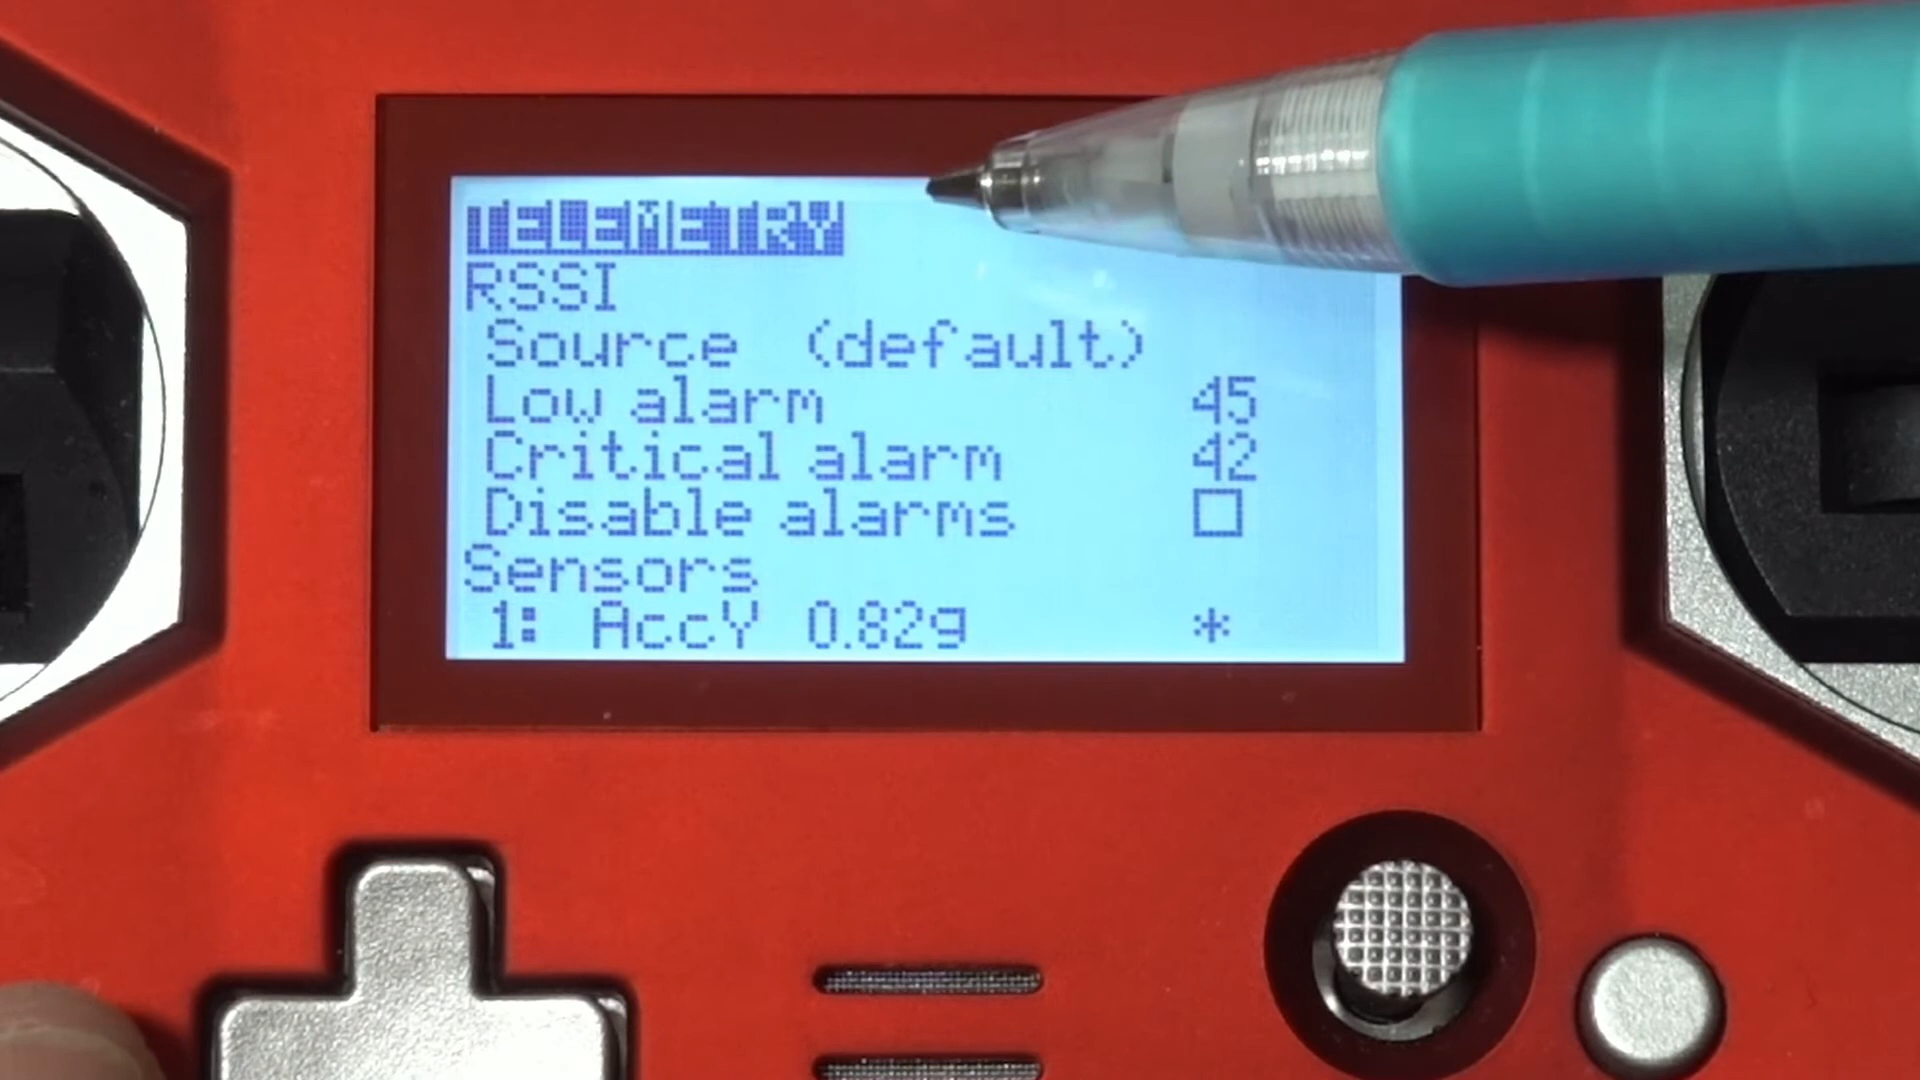 TELEMETRY
RSSI
Source (default)
Low alarm 45
Critical alarm 42
Disable alarms
Sensors
1: AccY 0.82g *